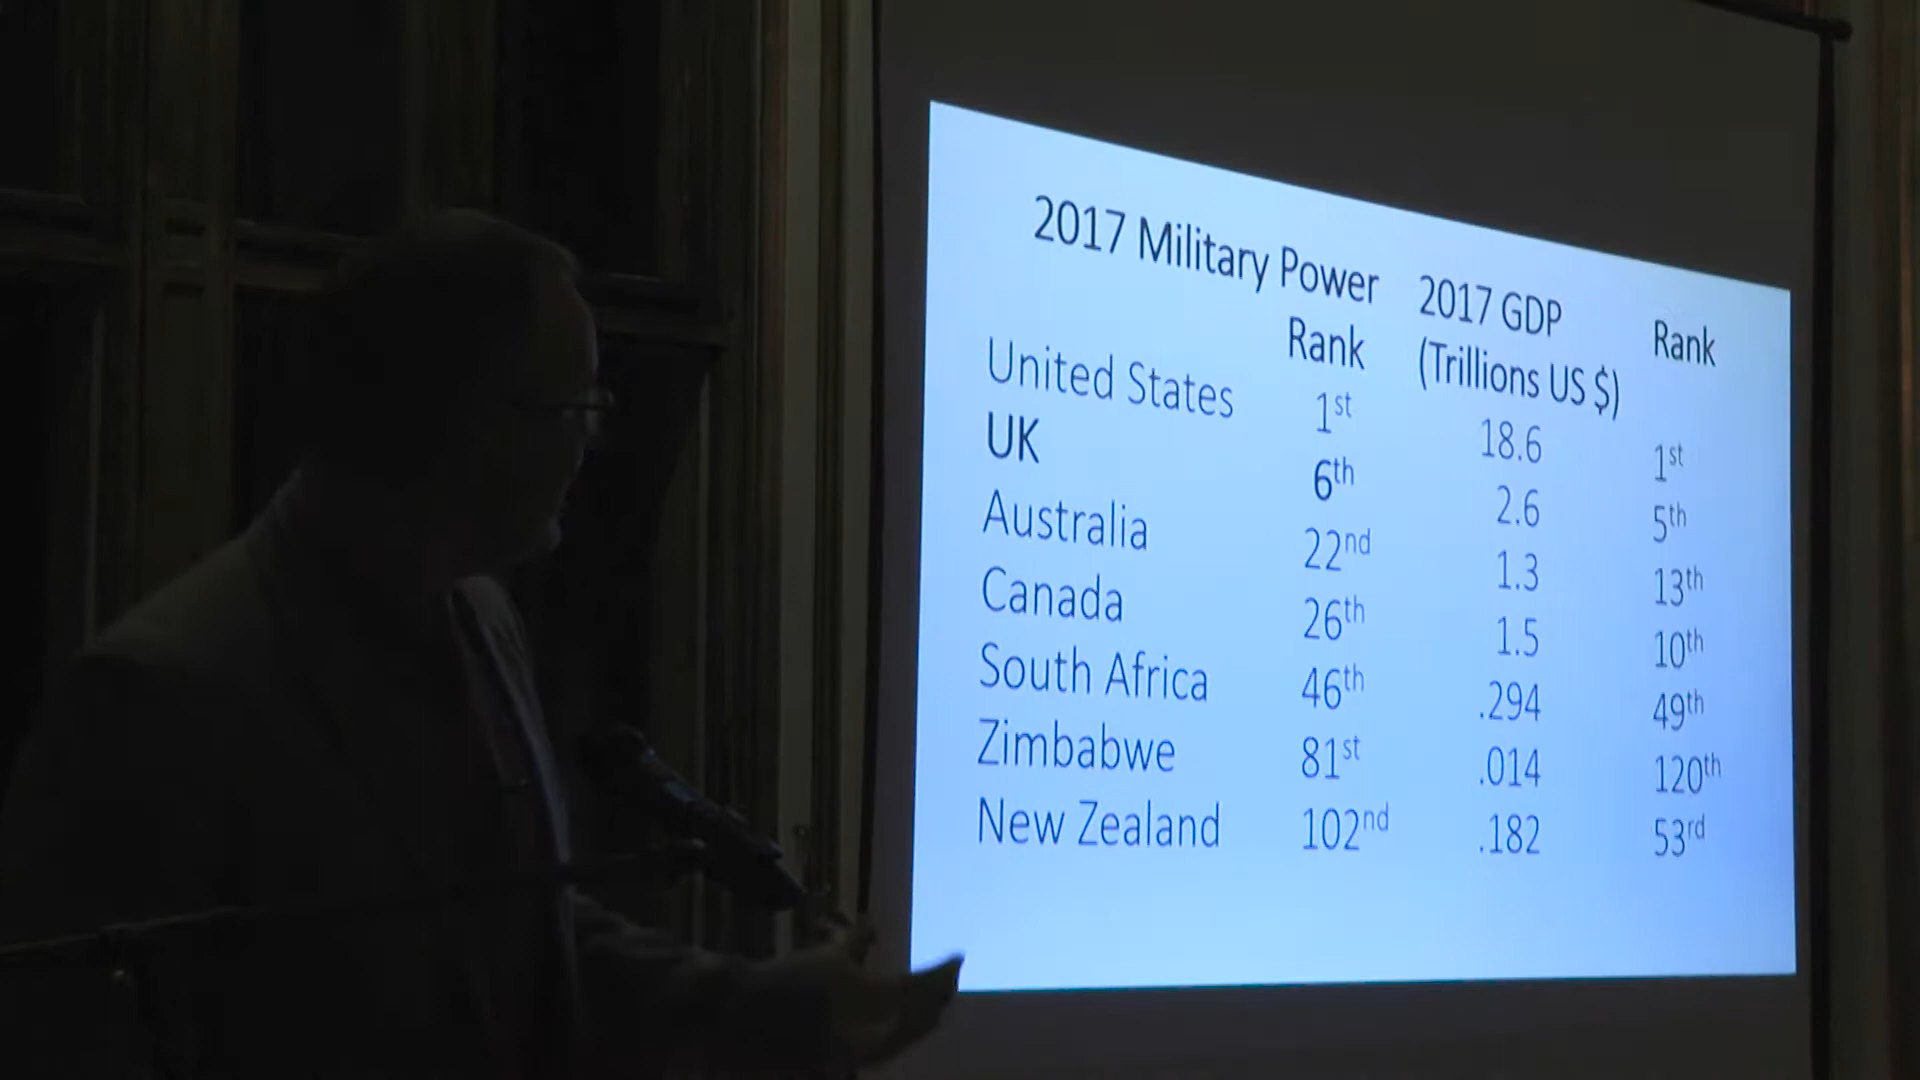 2017 Military Power 2017 GDP
Rank (Trillions US $) Rank
United States 1st 18.6 1st
UK 6th 2.6 5th
Australia 22nd 1.3 13th
Canada 26th 1.5 10th
South Africa 46th .294 49th
Zimbabwe 81st .014 120th
New Zealand 102nd .182 53rd